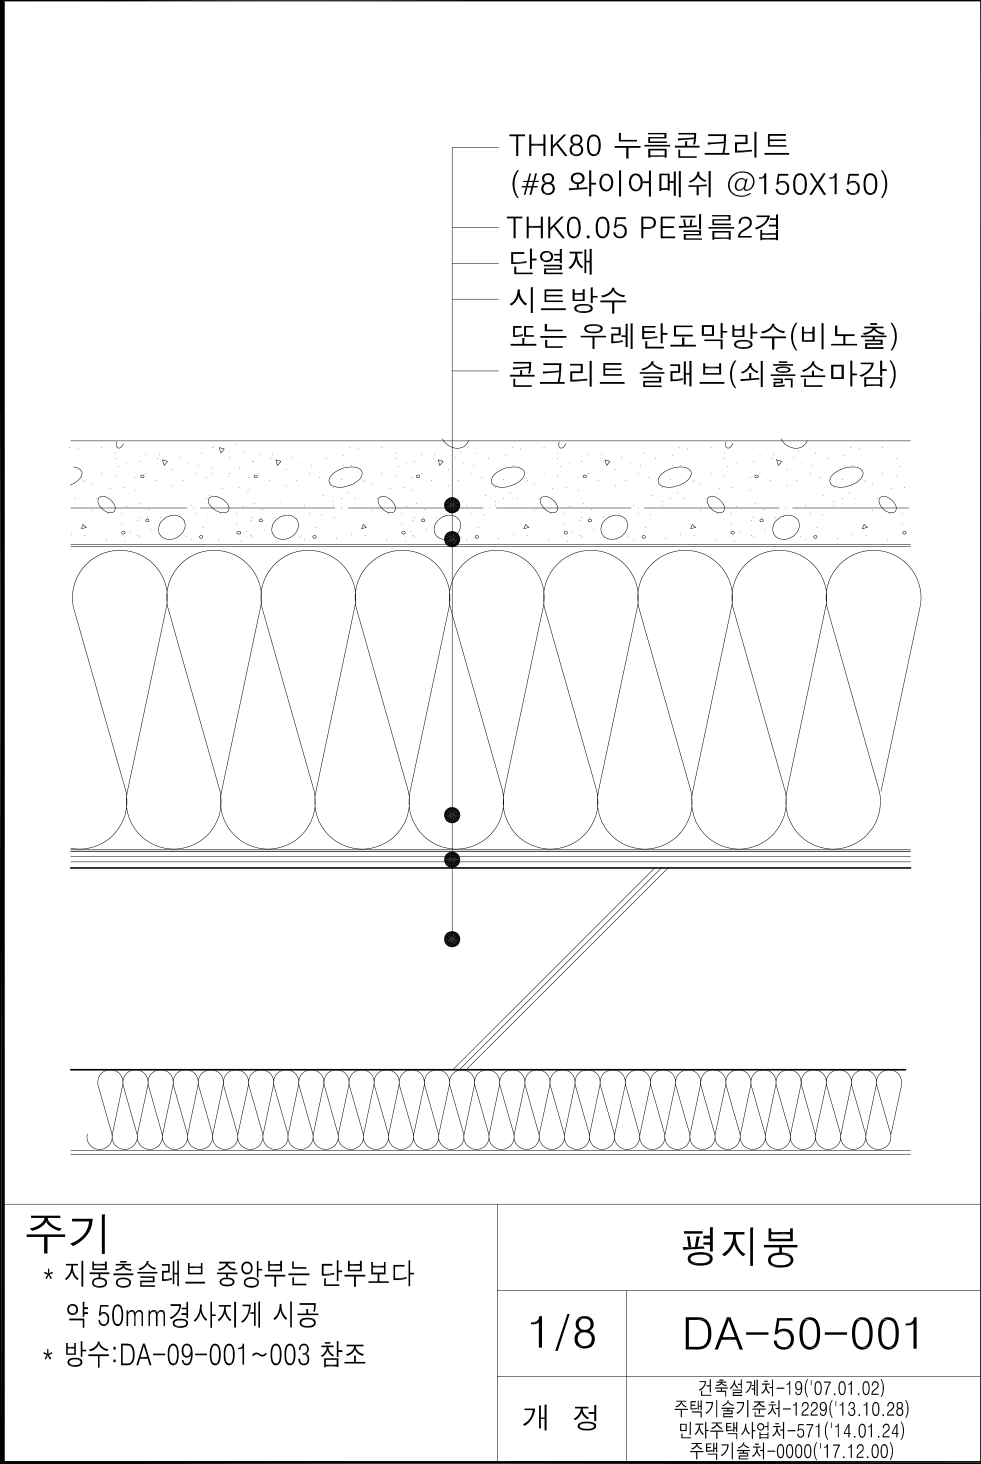 THK80 누름콘크리트
(#8 와이어메쉬 @150X150)
THK0.05 PE필름2겹
단열재
시트방수
또는 우레탄도막방수(비노출)
콘크리트 슬래브(쇠흙손마감)
주기
* 지붕층슬래브 중앙부는 단부보다
약 50mm경사지게 시공
* 방수:DA-09-001~003 참조
평지붕
1/8
DA-50-001
개 정
건축설계처-19('07.01.02)
주택기술기준처-1229('13.10.28)
민자주택사업처-571('14.01.24)
주택기술처-0000('17.12.00)